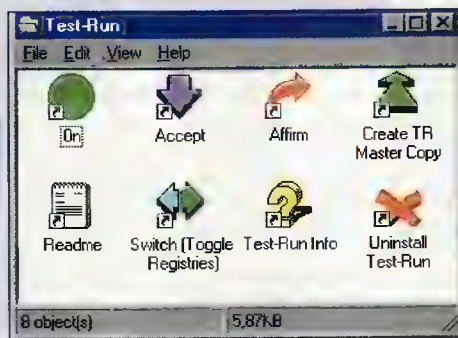 Test-Run
File Edit View Help
On Accept Affirm Create TR
Master Copy
Readme Switch (Toggle Test-Run Info Uninstall
Registries) Test-Run
8 object(s) 5,87KB